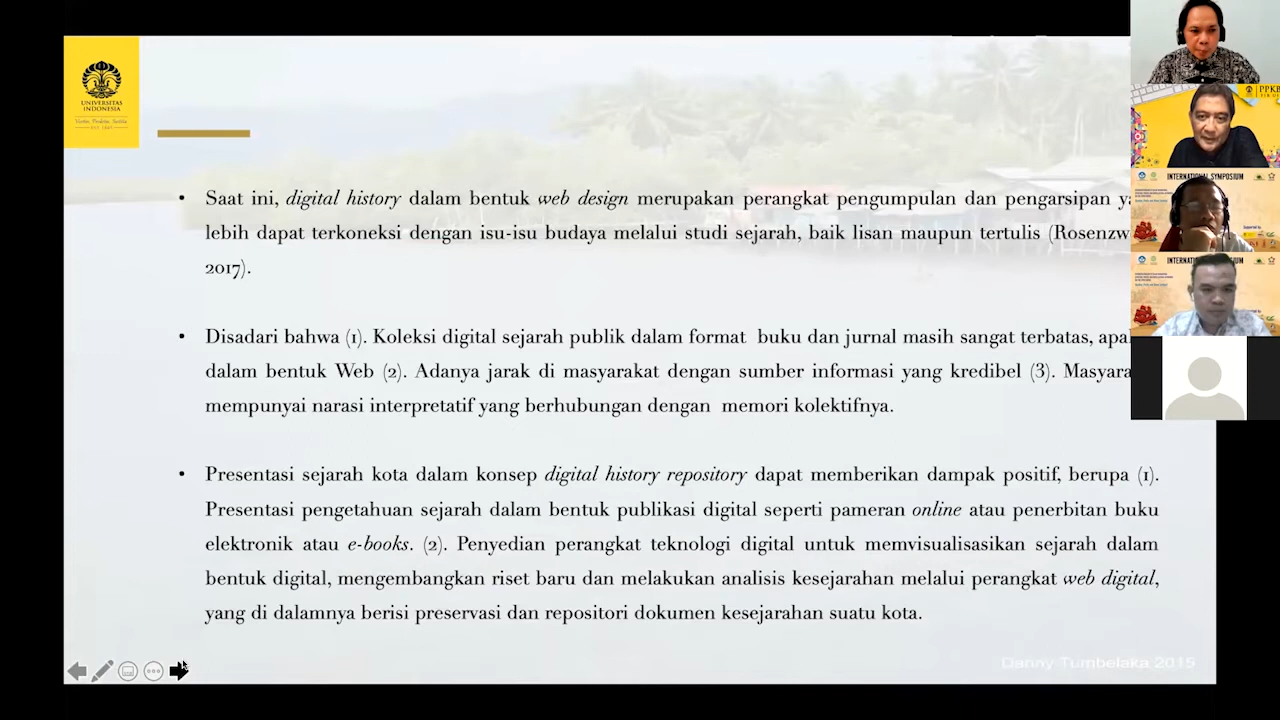 UNIVERSITAS
INDONESIA
Veritas, Probitas, Iustitia
EST. 1849
• Saat ini, digital history dalam bentuk web design merupakan perangkat pengumpulan dan pengarsipan
lebih dapat terkoneksi dengan isu-isu budaya melalui studi sejarah, baik lisan maupun tertulis
2017).
• Disadari bahwa (1). Koleksi digital sejarah publik dalam format buku dan jurnal masih sangat terbatas,
dalam bentuk Web (2). Adanya jarak di masyarakat dengan sumber informasi yang kredibel (3).
mempunyai narasi interpretatif yang berhubungan dengan memori kolektifnya.
• Presentasi sejarah kota dalam konsep digital history repository dapat memberikan dampak positif, berupa (1).
Presentasi pengetahuan sejarah dalam bentuk publikasi digital seperti pameran online atau penerbitan buku
elektronik atau e-books. (2). Penyedian perangkat teknologi digital untuk memvisualisasikan sejarah dalam
bentuk digital, mengembangkan riset baru dan melakukan analisis kesejarahan melalui perangkat web digital,
yang di dalamnya berisi preservasi dan repositori dokumen kesejarahan suatu kota.
Danny Tumbelaka 2015
PPKB
INTERNATIONAL SYMPOSIUM